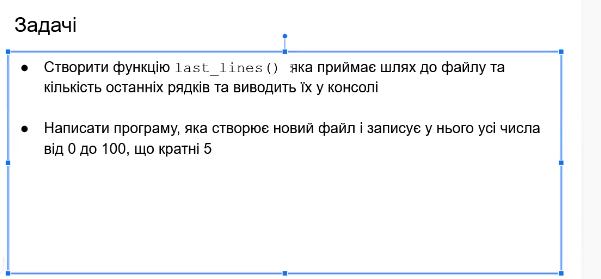 Задачі
● Створити функцію last_lines() яка приймає шлях до файлу та
кількість останніх рядків та виводить їх у консолі
● Написати програму, яка створює новий файл і записує у нього усі числа
від 0 до 100, що кратні 5